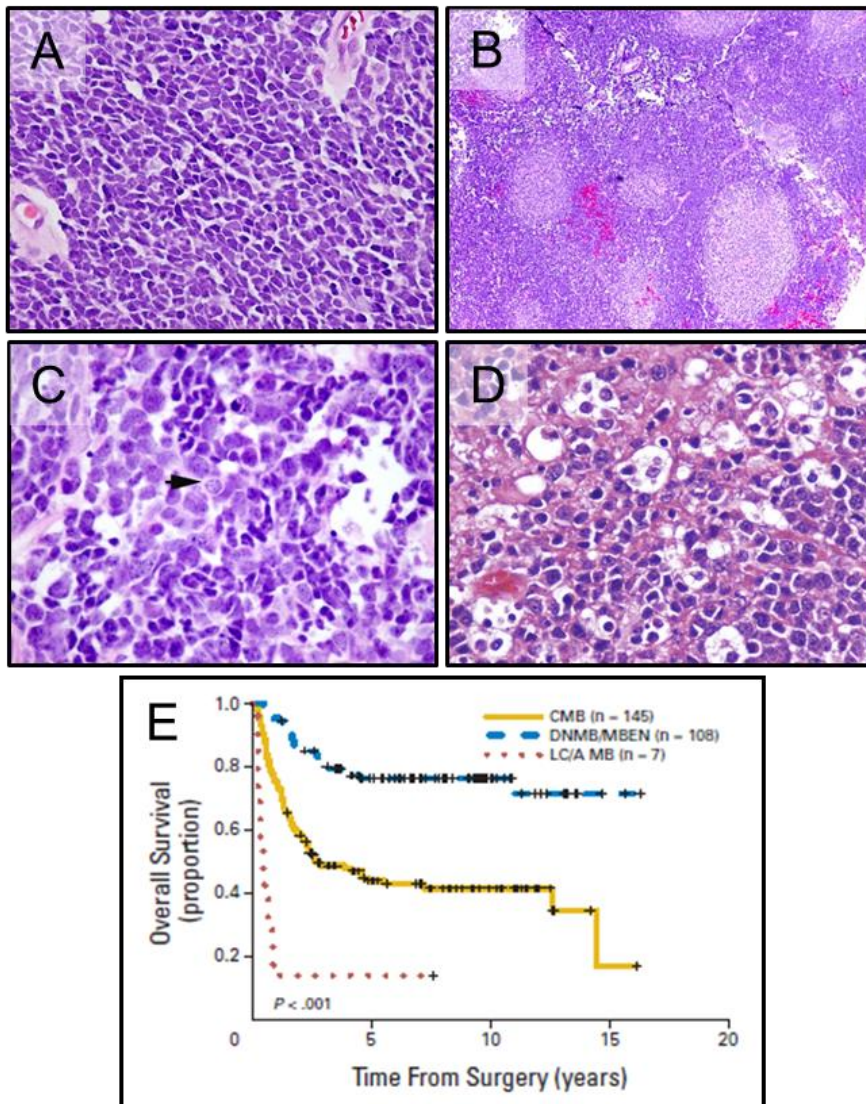 A
B
C
D
E
CMB (n – 145)
DNMB/MBEN (n – 108)
LC/A MB (n – 7)
Overall Survival
(proportion)
1.0
0.8
0.6
0.4
0.2
P < .001
0
5
10
15
20
Time From Surgery (years)